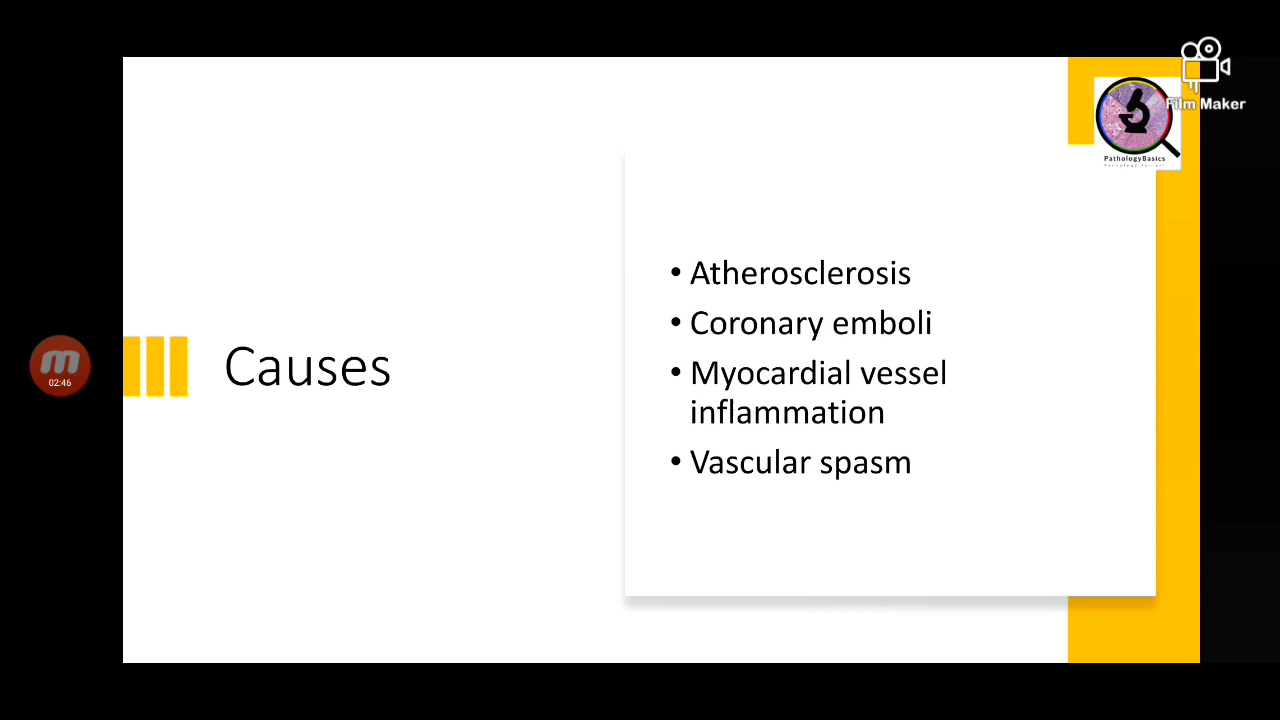 Film Maker
PathologyBasics
Causes
• Atherosclerosis
• Coronary emboli
• Myocardial vessel
inflammation
• Vascular spasm
02:46